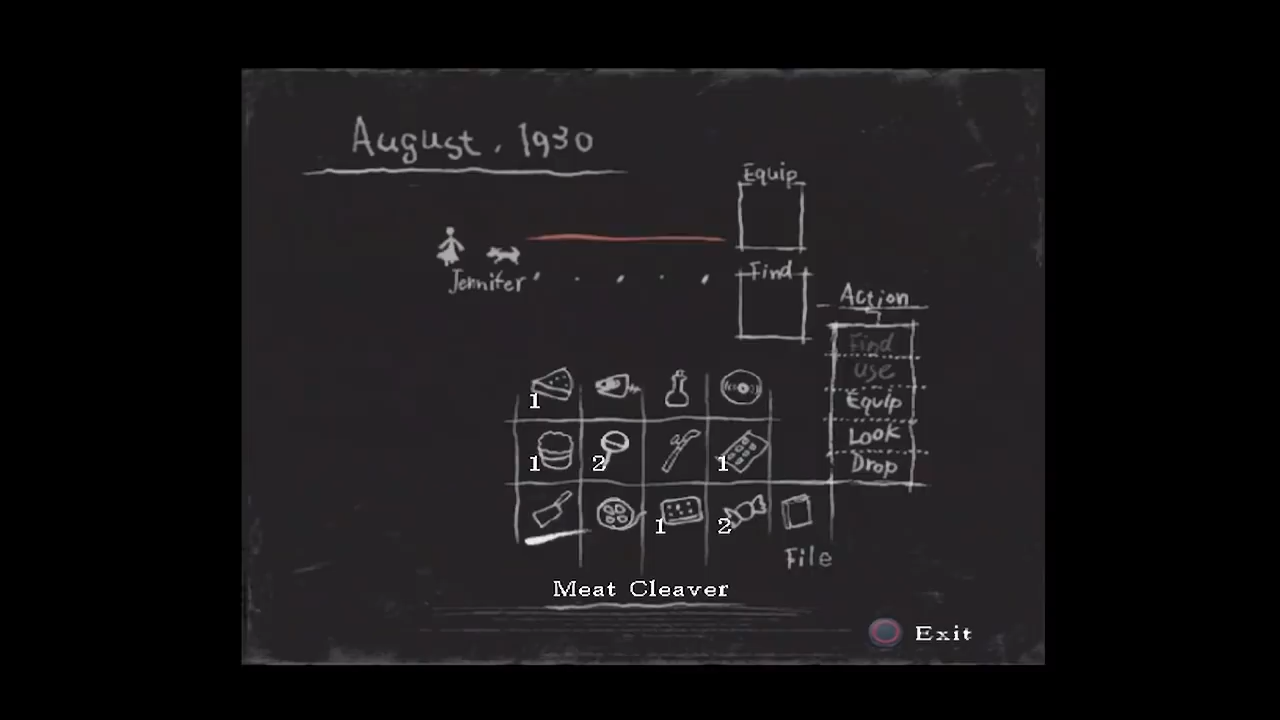 August, 1930
Equip
Find
Jennifer
Action
Find
Use
Equip
Look
Drop
1
1
2
1
1
2
File
Meat Cleaver
Exit